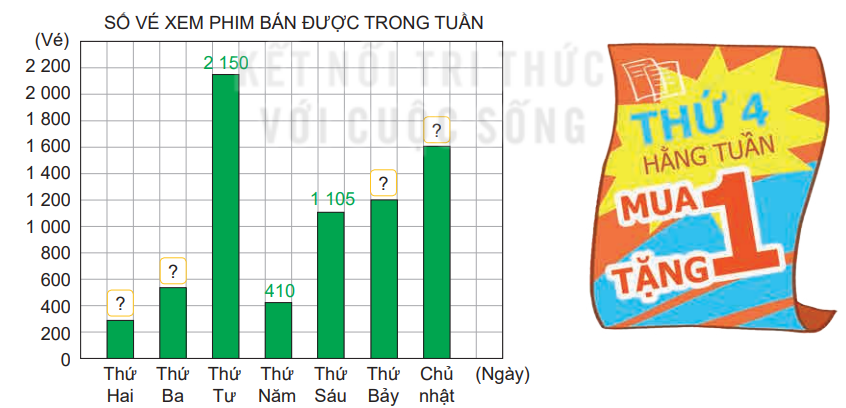 SỐ VÉ XEM PHIM BÁN ĐƯỢC TRONG TUẦN
(Vé)
2 200
2 000
1 800
1 600
1 400
1 200
1 000
800
600
400
200
0
?
?
2 150
410
1 105
?
?
Thứ Hai
Thứ Ba
Thứ Tư
Thứ Năm
Thứ Sáu
Thứ Bảy
Chủ nhật
(Ngày)
KẾT NỐI TRI THỨC
VỚI CUỘC SỐNG
THỨ 4
HẰNG TUẦN
MUA 1
TẶNG 1